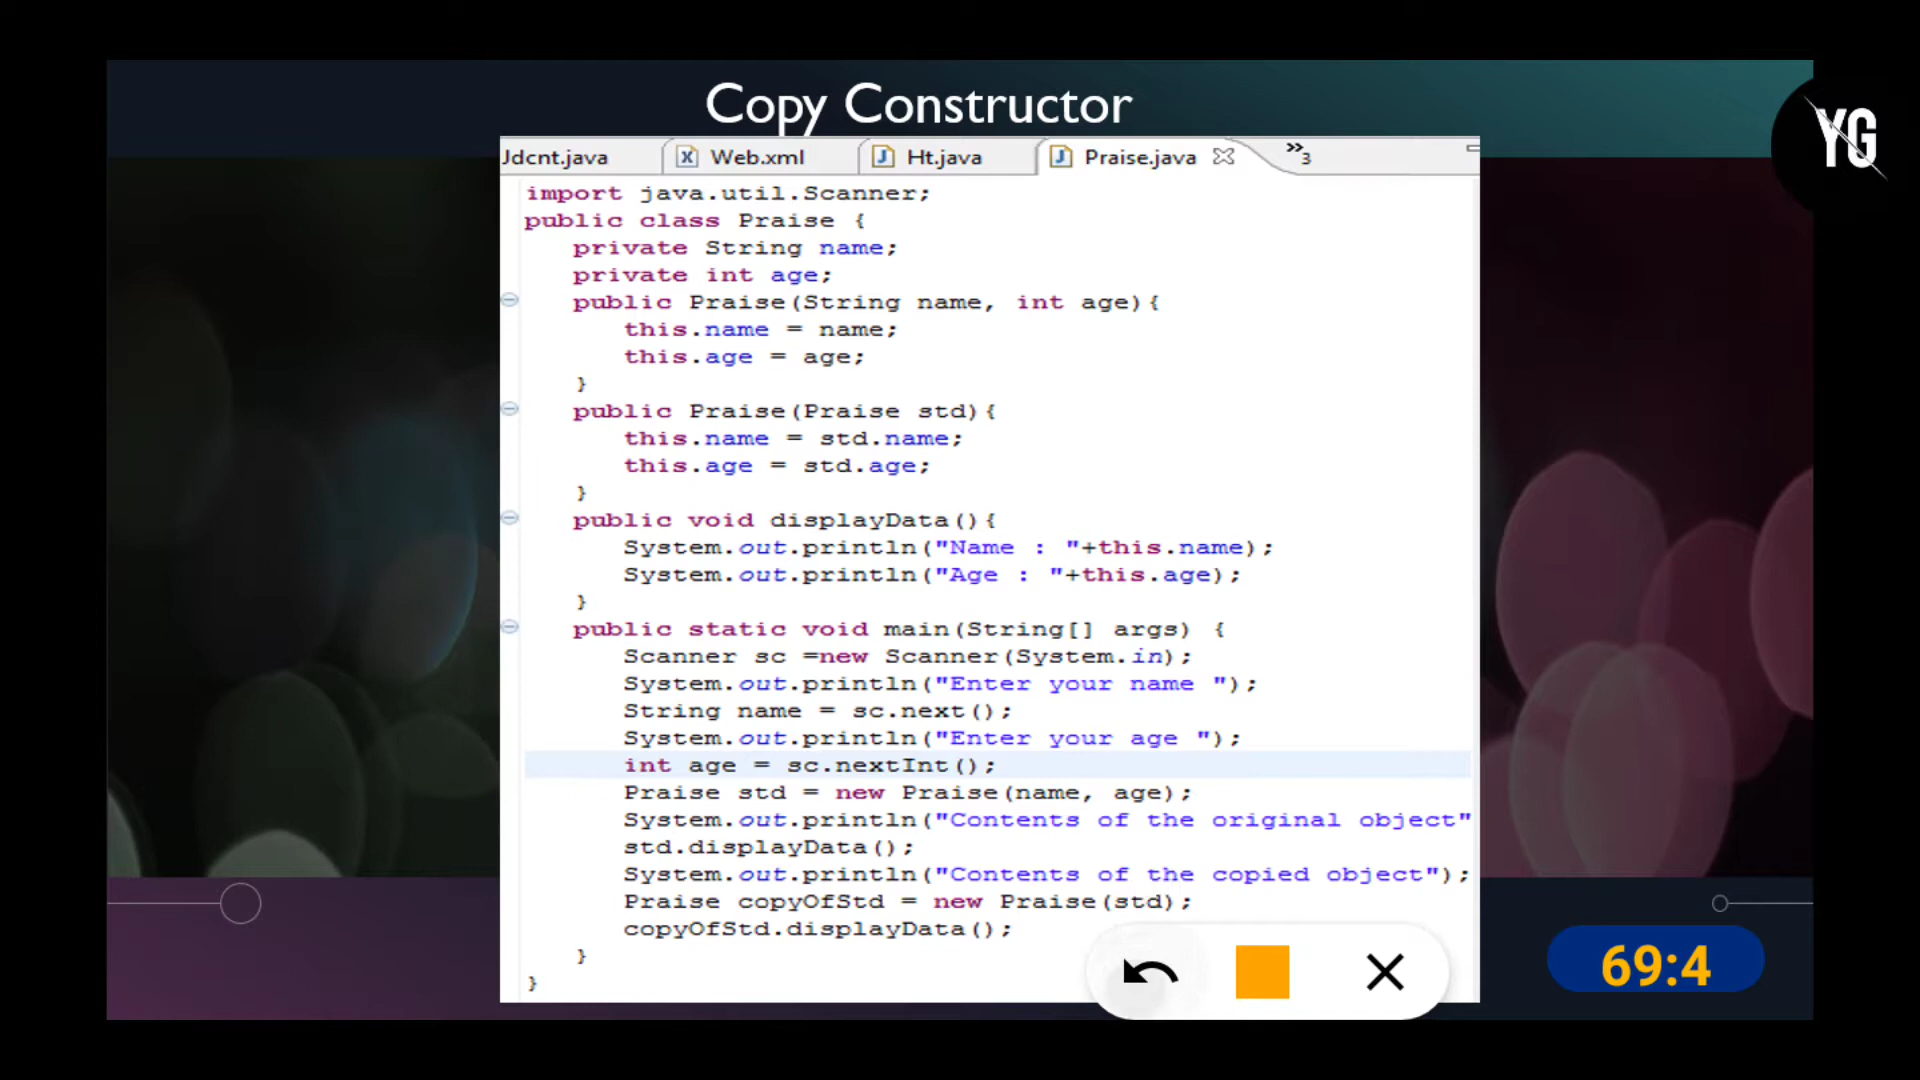 Copy Constructor
YG
Jdcnt.java Web.xml Ht.java Praise.java »3
import java.util.Scanner;
public class Praise {
private String name;
private int age;
public Praise(String name, int age){
this.name = name;
this.age = age;
}
public Praise(Praise std){
this.name = std.name;
this.age = std.age;
}
public void displayData(){
System.out.println("Name : "+this.name);
System.out.println("Age : "+this.age);
}
public static void main(String[] args) {
Scanner sc =new Scanner(System.in);
System.out.println("Enter your name ");
String name = sc.next();
System.out.println("Enter your age ");
int age = sc.nextInt();
Praise std = new Praise(name, age);
System.out.println("Contents of the original object"
std.displayData();
System.out.println("Contents of the copied object");
Praise copyOfStd = new Praise(std);
copyOfStd.displayData();
}
}
69:4